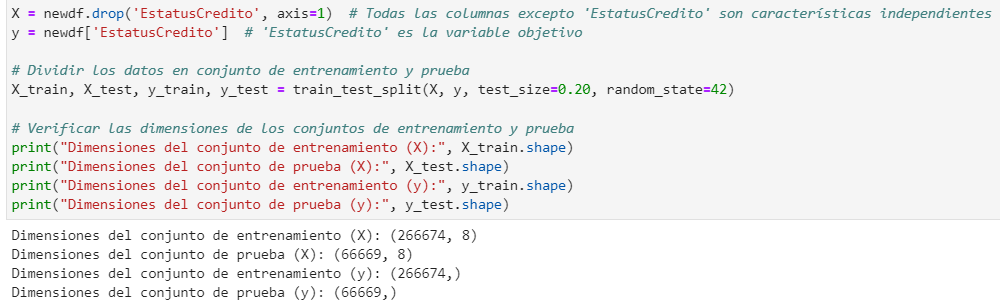 X = newdf.drop('EstatusCredito', axis=1)  # Todas las columnas excepto 'EstatusCredito' son características independientes
y = newdf['EstatusCredito']  # 'EstatusCredito' es la variable objetivo
# Dividir los datos en conjunto de entrenamiento y prueba
X_train, X_test, y_train, y_test = train_test_split(X, y, test_size=0.20, random_state=42)
# Verificar las dimensiones de los conjuntos de entrenamiento y prueba
print("Dimensiones del conjunto de entrenamiento (X):", X_train.shape)
print("Dimensiones del conjunto de prueba (X):", X_test.shape)
print("Dimensiones del conjunto de entrenamiento (y):", y_train.shape)
print("Dimensiones del conjunto de prueba (y):", y_test.shape)
Dimensiones del conjunto de entrenamiento (X): (266674, 8)
Dimensiones del conjunto de prueba (X): (66669, 8)
Dimensiones del conjunto de entrenamiento (y): (266674,)
Dimensiones del conjunto de prueba (y): (66669,)